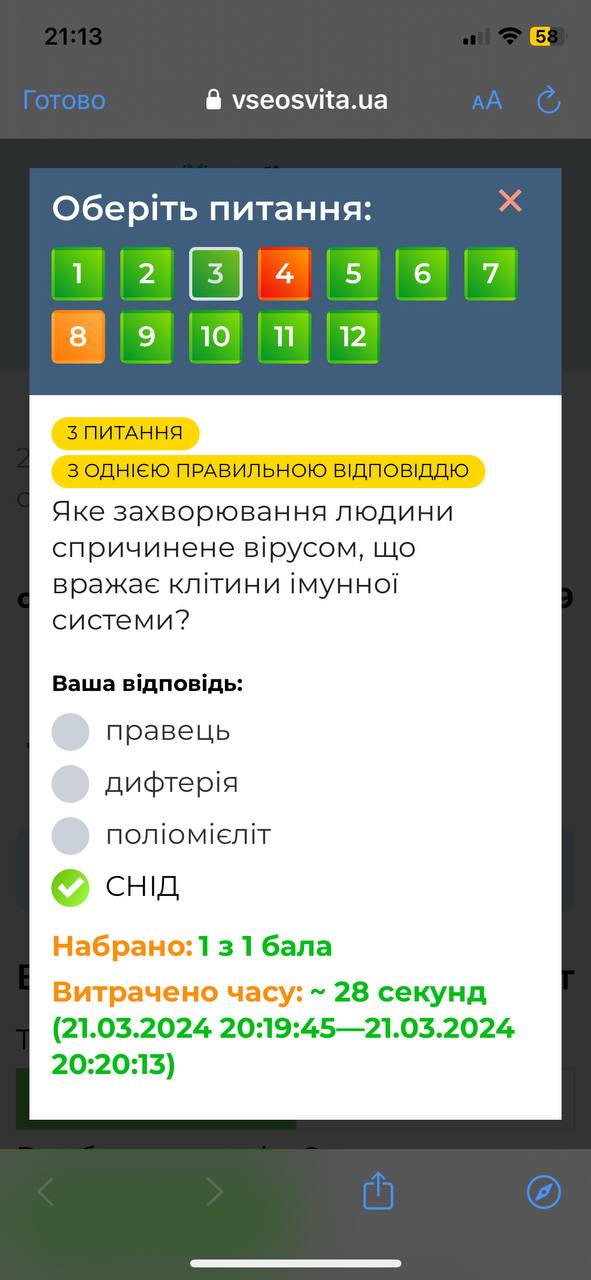 21:13
58
Готово
vseosvita.ua
AA
Оберіть питання:
1 2 3 4 5 6 7
8 9 10 11 12
3 ПИТАННЯ
З ОДНІЄЮ ПРАВИЛЬНОЮ ВІДПОВІДДЮ
Яке захворювання людини
спричинене вірусом, що
вражає клітини імунної
системи?
Ваша відповідь:
правець
дифтерія
поліомієліт
СНІД
Набрано: 1 з 1 бала
Витрачено часу: ~ 28 секунд
(21.03.2024 20:19:45—21.03.2024
20:20:13)